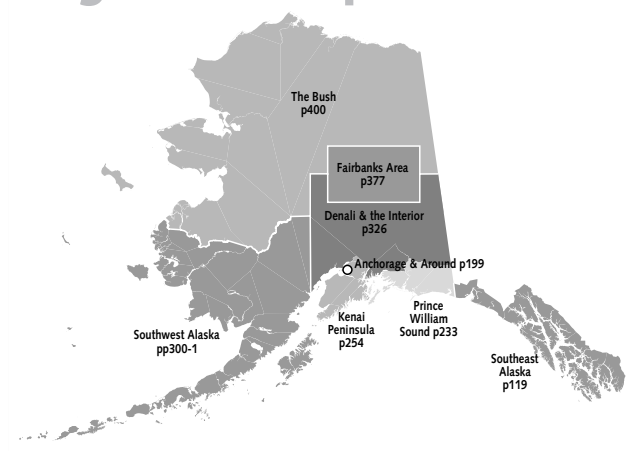 The Bush
p400
Fairbanks Area
p377
Denali & the Interior
p326
Anchorage & Around p199
Prince
William
Sound p233
Kenai
Peninsula
p254
Southwest Alaska
pp300-1
Southeast
Alaska
p119